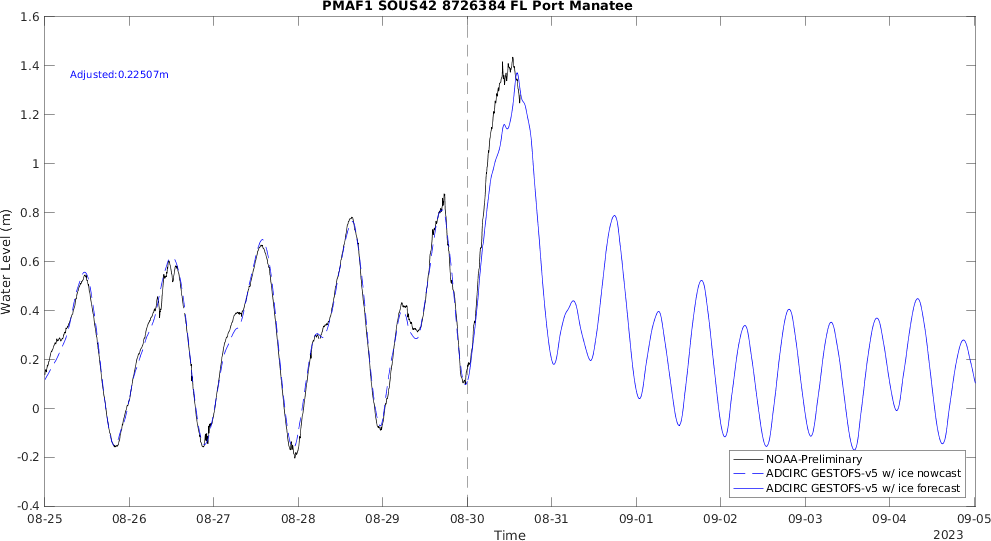 PMAF1 SOUS42 8726384 FL Port Manatee
1.6
1.4
1.2
1
0.8
0.6
0.4
0.2
0
-0.2
-0.4
Water Level (m)
Adjusted:0.22507m
NOAA-Preliminary
ADCIRC GESTOFS-v5 w/ ice nowcast
ADCIRC GESTOFS-v5 w/ ice forecast
08-25 08-26 08-27 08-28 08-29 08-30 08-31 09-01 09-02 09-03 09-04 09-05
Time
2023